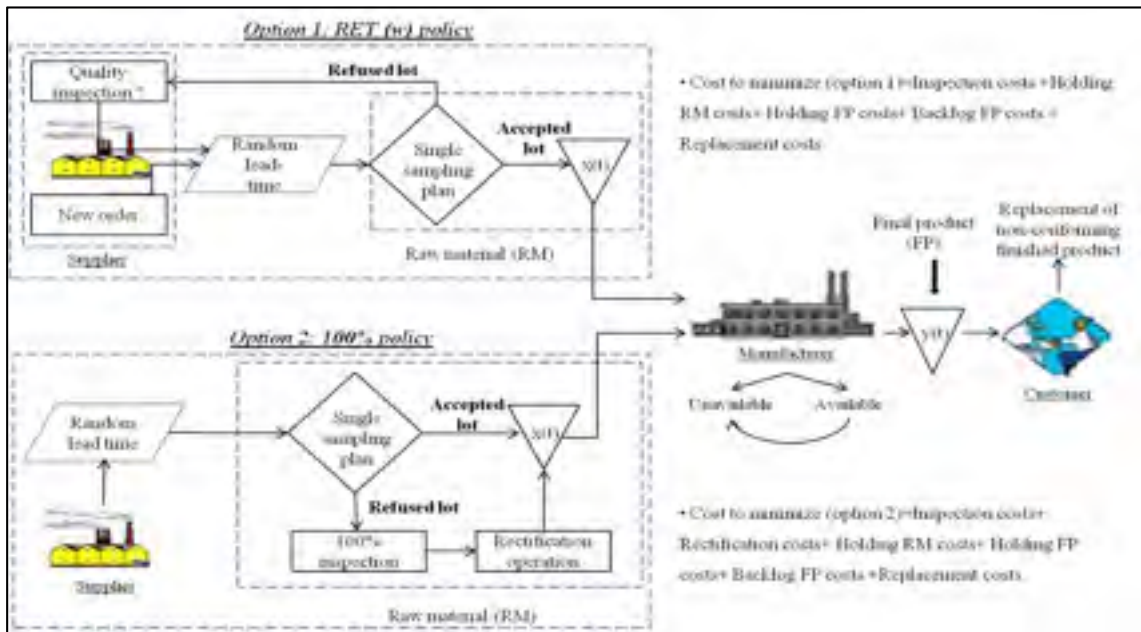 Option 1: RET (w) policy
Refused lot
Quality
inspection
Random
leads
time
Single
sampling
plan
Accepted
lot
x(t)
New order
Supplier
Raw material (RM)
• Cost to minimize (option 1)=Inspection costs +Holding
RM costs+ Holding FP costs+ Backlog FP costs +
Replacement costs
Final product
(FP)
Replacement of
non-conforming
finished product
Manufacturer
y(t)
Customer
Unavailable
Available
Option 2: 100% policy
Random
lead time
Single
sampling
plan
Accepted
lot
x(t)
Refused lot
100%
inspection
Rectification
operation
Supplier
Raw material (RM)
• Cost to minimize (option 2)=Inspection costs+
Rectification costs+ Holding RM costs+ Holding FP
costs+ Backlog FP costs +Replacement costs